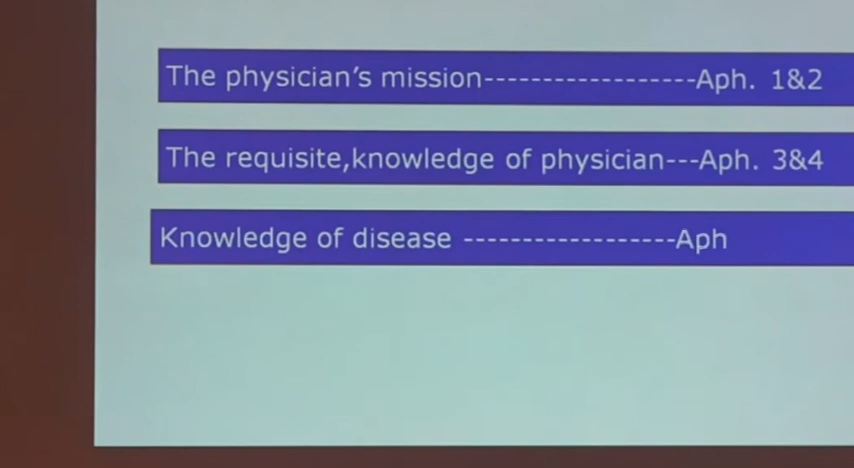 The physician's mission------------------Aph. 1&2
The requisite,knowledge of physician---Aph. 3&4
Knowledge of disease ------------------Aph